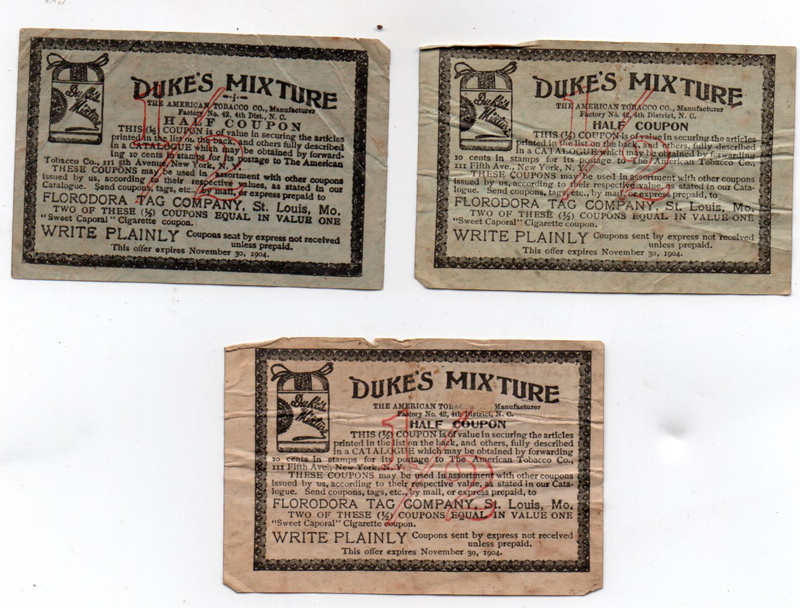 Duke's
Mixture
DUKE'S MIXTURE
THE AMERICAN TOBACCO CO., Manufacturer
Factory No. 42, 4th Dist., N. C.
HALF COUPON
THIS (½) COUPON is of value in securing the articles
printed in the list on the back, and others fully described
in a CATALOGUE which may be obtained by forward-
ing 10 cents in stamps for its postage to The American
Tobacco Co., 111 5th Avenue, New York, N. Y.
THESE COUPONS may be used in assortment with other coupons
issued by us, according to their respective values, as stated in our
Catalogue. Send coupons, tags, etc., by mail, or express prepaid to
FLORODORA TAG COMPANY, St. Louis, Mo.
TWO OF THESE (½) COUPONS EQUAL IN VALUE ONE
"Sweet Caporal" Cigarette coupon.
WRITE PLAINLY Coupons sent by express not received
unless prepaid.
This offer expires November 30, 1904.
1/2
Duke's
Mixture
DUKE'S MIXTURE
THE AMERICAN TOBACCO CO., Manufacturer
Factory No. 42, 4th District, N. C.
HALF COUPON
THIS (½) COUPON is of value in securing the articles
printed in the list on the back, and others, fully described
in a CATALOGUE which may be obtained by forwarding
10 cents in stamps for its postage to The American Tobacco Co.,
111 Fifth Ave., New York, N. Y.
THESE COUPONS may be used in assortment with other coupons
issued by us, according to their respective value, as stated in our Cata-
logue. Send coupons, tags, etc., by mail, or express prepaid, to
FLORODORA TAG COMPANY, St. Louis, Mo.
TWO OF THESE (½) COUPONS EQUAL IN VALUE ONE
"Sweet Caporal" Cigarette coupon.
WRITE PLAINLY Coupons sent by express not received
unless prepaid.
This offer expires November 30, 1904.
1/2
Duke's
Mixture
DUKE'S MIXTURE
THE AMERICAN Manufacturer
Factory No. 42, 4th District, N. C.
HALF COUPON
THIS (½) COUPON is of value in securing the articles
printed in the list on the back, and others, fully described
in a CATALOGUE which may be obtained by forwarding
10 cents in stamps for its postage to The American Tobacco Co.,
111 Fifth Ave., New York, N. Y.
THESE COUPONS may be used in assortment with other coupons
issued by us, according to their respective value, as stated in our Cata-
logue. Send coupons, tags, etc., by mail, or express prepaid, to
FLORODORA TAG COMPANY, St. Louis, Mo.
TWO OF THESE (½) COUPONS EQUAL IN VALUE ONE
"Sweet Caporal" Cigarette coupon.
WRITE PLAINLY Coupons sent by express not received
unless prepaid.
This offer expires November 30, 1904.
1/2